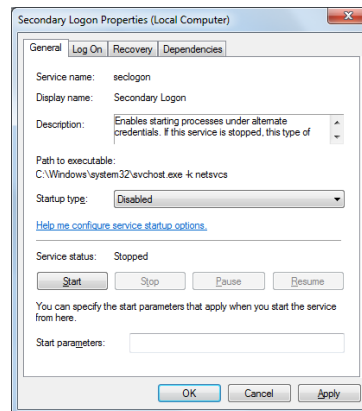 Secondary Logon Properties (Local Computer)
General Log On Recovery Dependencies
Service name: seclogon
Display name: Secondary Logon
Description: Enables starting processes under alternate
credentials. If this service is stopped, this type of
Path to executable:
C:\Windows\system32\svchost.exe -k netsvcs
Startup type: Disabled
Help me configure service startup options.
Service status: Stopped
Start Stop Pause Resume
You can specify the start parameters that apply when you start the service
from here.
Start parameters:
OK Cancel Apply